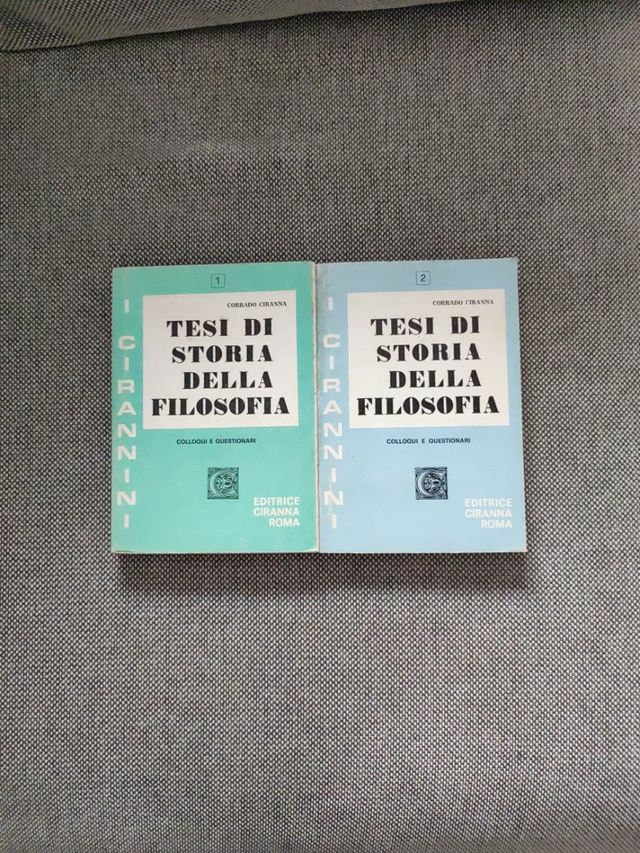 1
CORRADO CIRANNA
TESI DI
STORIA
DELLA
FILOSOFIA
COLLOQUI E QUESTIONARI
EDITRICE
CIRANNA
ROMA
I CIRANNINI
2
CORRADO CIRANNA
TESI DI
STORIA
DELLA
FILOSOFIA
COLLOQUI E QUESTIONARI
EDITRICE
CIRANNA
ROMA
I CIRANNINI